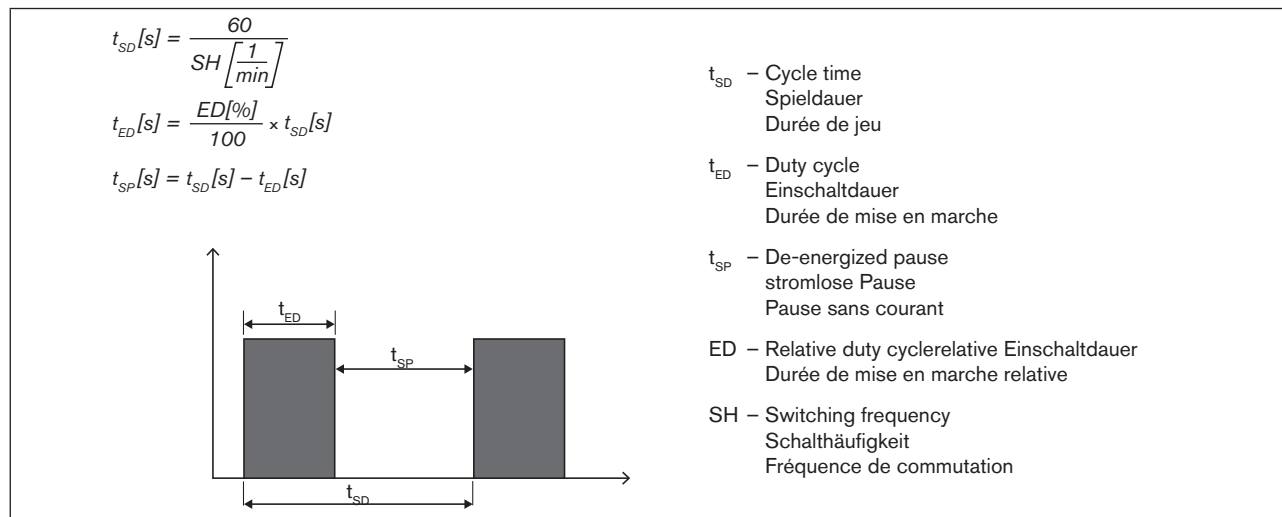 t_SD [s] = 60 / SH [1/min]
t_ED [s] = ED[%] / 100 × t_SD [s]
t_SP [s] = t_SD [s] – t_ED [s]
t_ED
t_SP
t_SD
t_SD – Cycle time
Spieldauer
Durée de jeu
t_ED – Duty cycle
Einschaltdauer
Durée de mise en marche
t_SP – De-energized pause
stromlose Pause
Pause sans courant
ED – Relative duty cyclerelative Einschaltdauer
Durée de mise en marche relative
SH – Switching frequency
Schalthäufigkeit
Fréquence de commutation